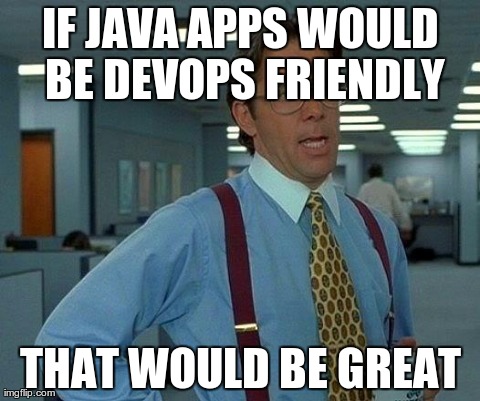 IF JAVA APPS WOULD
BE DEVOPS FRIENDLY
THAT WOULD BE GREAT
imgflip.com